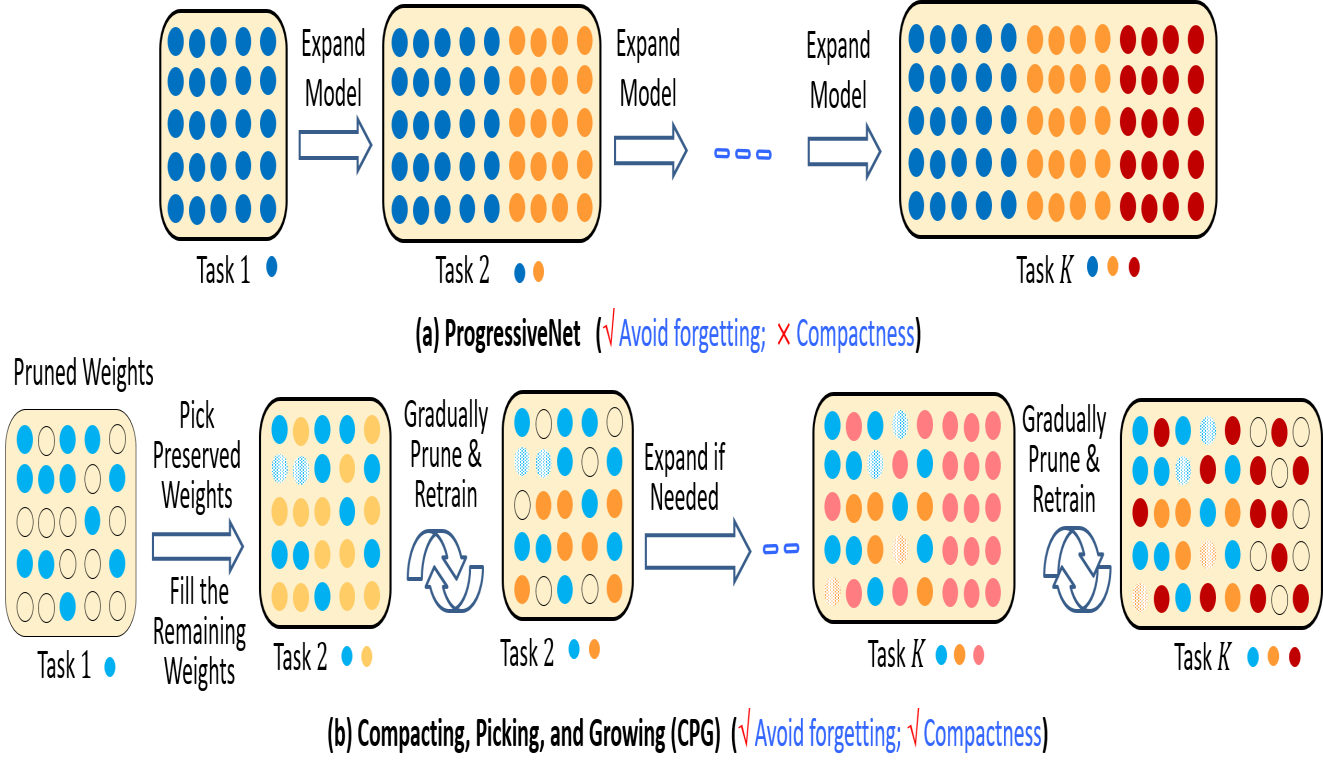 Expand
Model
Expand
Model
Expand
Model
Task 1
Task 2
Task K
(a) ProgressiveNet (√ Avoid forgetting; × Compactness)
Pruned Weights
Pick
Preserved
Weights
Fill the
Remaining
Weights
Gradually
Prune &
Retrain
Expand if
Needed
Gradually
Prune &
Retrain
Task 1
Task 2
Task 2
Task K
Task K
(b) Compacting, Picking, and Growing (CPG) (√ Avoid forgetting; √ Compactness)